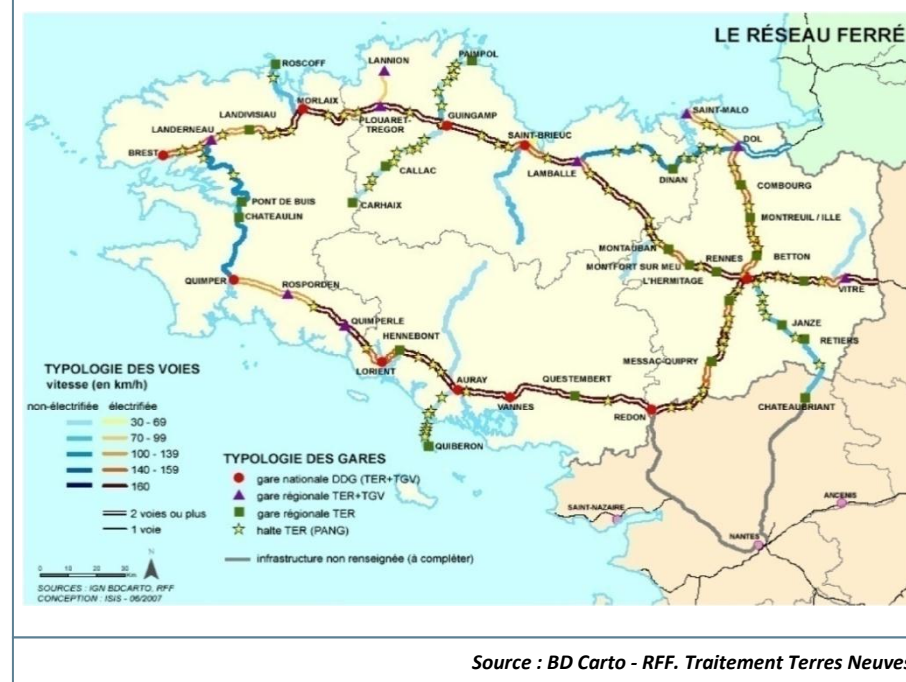 LE RÉSEAU FERRÉ
ROSCOFF
LANNION
PAIMPOL
MORLAIX
LANDIVISIAU
LANDERNEAU
PLOUARET-
TREGOR
GUINGAMP
SAINT-BRIEUC
SAINT-MALO
DOL
BREST
LAMBALLE
CALLAC
DINAN
COMBOURG
PONT DE BUIS
CHATEAULIN
CARHAIX
MONTREUIL / ILLE
MONTAUBAN
RENNES
BETTON
MONTFORT SUR MEU
L'HERMITAGE
VITRE
QUIMPER
ROSPORDEN
QUIMPERLE
HENNEBONT
JANZE
RETIERS
LORIENT
MESSAC-GUIPRY
AURAY
QUESTEMBERT
VANNES
REDON
CHATEAUBRIANT
QUIBERON
SAINT-NAZAIRE
ANCENIS
NANTES
TYPOLOGIE DES VOIES
vitesse (en km/h)
non-électrifiée électrifiée
30 - 69
70 - 99
100 - 139
140 - 159
160
2 voies ou plus
1 voie
TYPOLOGIE DES GARES
gare nationale DDG (TER+TGV)
gare régionale TER+TGV
gare régionale TER
halte TER (PANG)
infrastructure non renseignée (à compléter)
N
0 10 20 30
Km
SOURCES : IGN BDCARTO, RFF
CONCEPTION : ISIS - 06/2007
Source : BD Carto - RFF. Traitement Terres Neuves